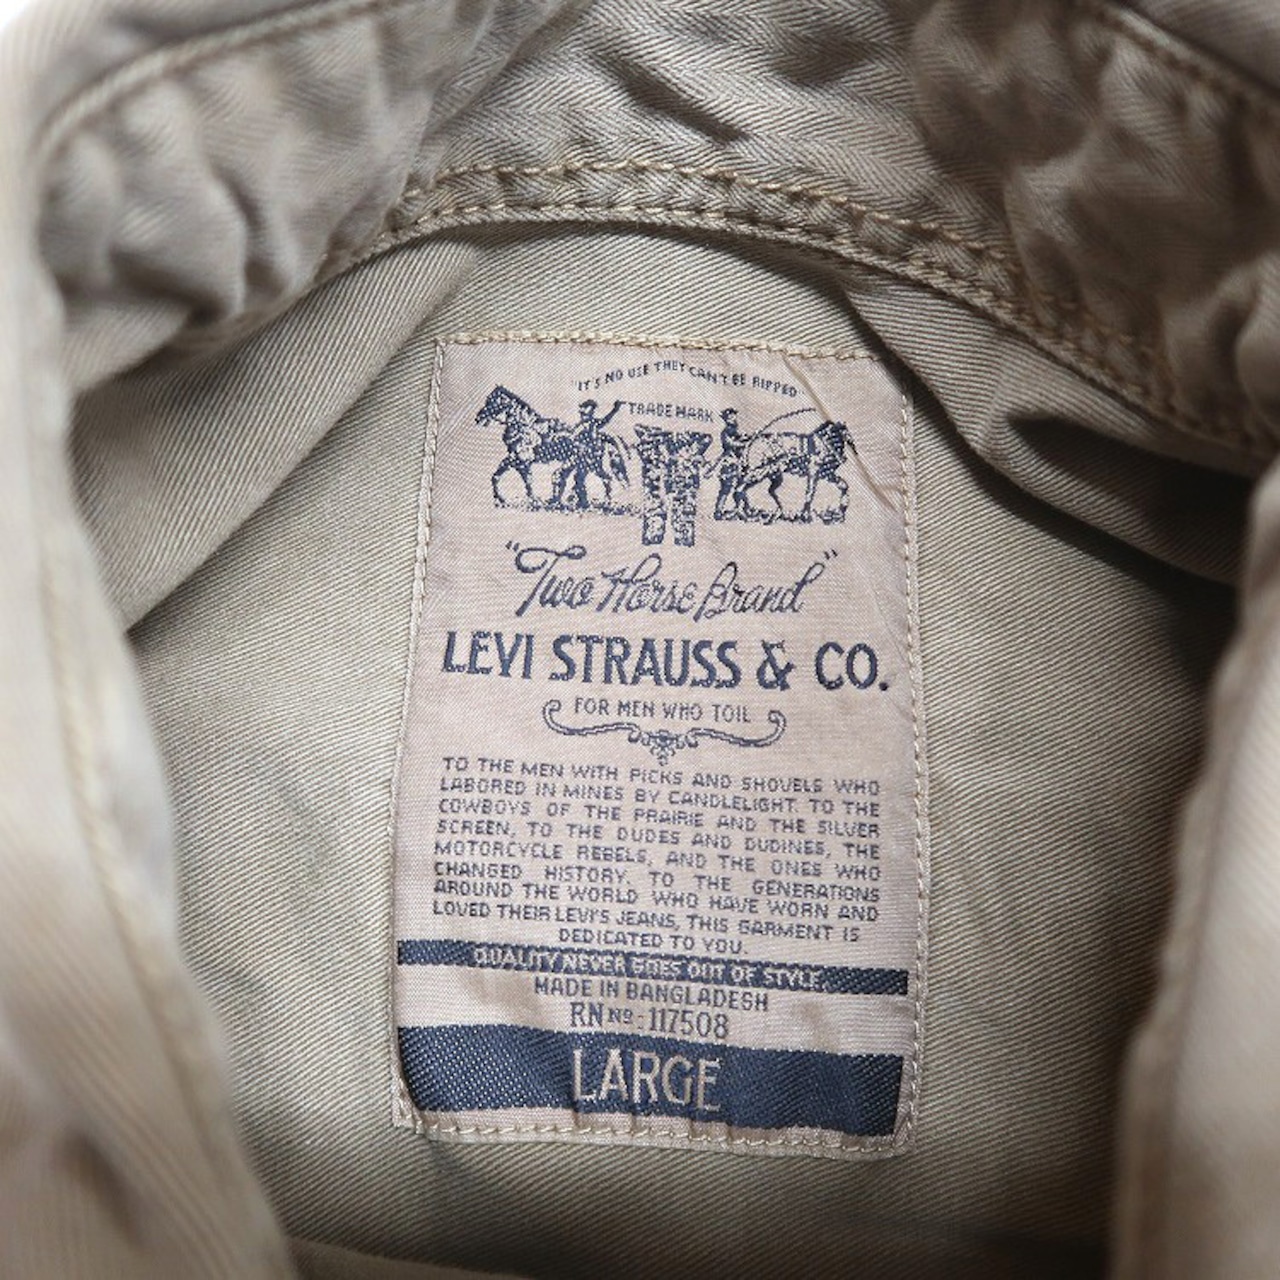 IT'S NO USE THEY CAN'T BE RIPPED
TRADE MARK
"Two Horse Brand"
LEVI STRAUSS & CO.
FOR MEN WHO TOIL
TO THE MEN WITH PICKS AND SHOVELS WHO
LABORED IN MINES BY CANDLELIGHT. TO THE
COWBOYS OF THE PRAIRIE AND THE SILVER
SCREEN, TO THE DUDES AND DUDINES, THE
MOTORCYCLE REBELS, AND THE ONES WHO
CHANGED HISTORY, TO THE GENERATIONS
AROUND THE WORLD WHO HAVE WORN AND
LOVED THEIR LEVI'S JEANS, THIS GARMENT IS
DEDICATED TO YOU.
QUALITY NEVER GOES OUT OF STYLE
MADE IN BANGLADESH
RN Nº: 117508
LARGE